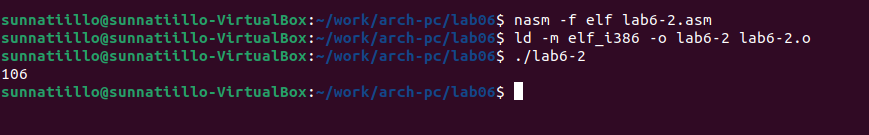 sunnatiillo@sunnatiillo-VirtualBox:~/work/arch-pc/lab06$ nasm -f elf lab6-2.asm
sunnatiillo@sunnatiillo-VirtualBox:~/work/arch-pc/lab06$ ld -m elf_i386 -o lab6-2 lab6-2.o
sunnatiillo@sunnatiillo-VirtualBox:~/work/arch-pc/lab06$ ./lab6-2
106
sunnatiillo@sunnatiillo-VirtualBox:~/work/arch-pc/lab06$